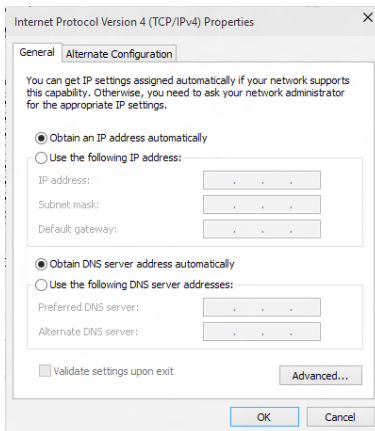 Internet Protocol Version 4 (TCP/IPv4) Properties
General
Alternate Configuration
You can get IP settings assigned automatically if your network supports
this capability. Otherwise, you need to ask your network administrator
for the appropriate IP settings.
Obtain an IP address automatically
Use the following IP address:
IP address:
Subnet mask:
Default gateway:
Obtain DNS server address automatically
Use the following DNS server addresses:
Preferred DNS server:
Alternate DNS server:
Validate settings upon exit
Advanced...
OK
Cancel